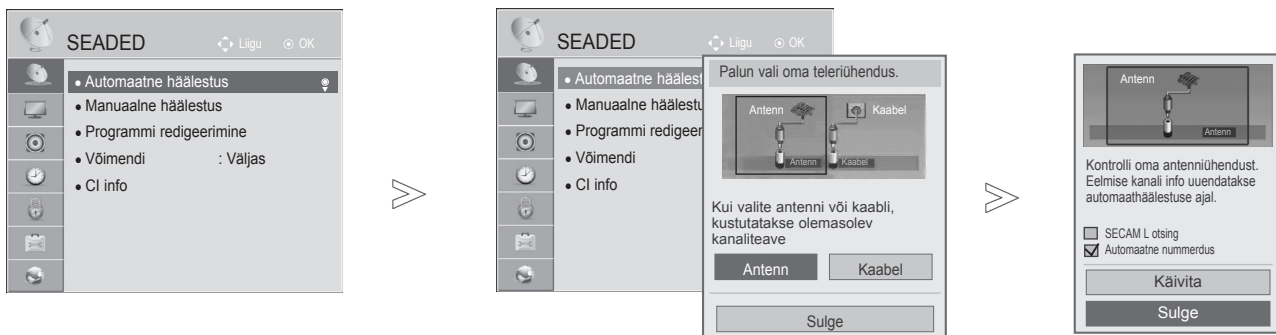 SEADED
Liigu
OK
• Automaatne häälestus
• Manuaalne häälestus
• Programmi redigeerimine
• Võimendi : Väljas
• CI info
SEADED
Liigu
OK
• Automaatne häälest
• Manuaalne häälestu
• Programmi redigeer
• Võimendi
• CI info
Palun vali oma teleriühendus.
Antenn
Kaabel
Antenn
Kaabel
Kui valite antenni või kaabli,
kustutatakse olemasolev
kanaliteave
Antenn
Kaabel
Sulge
Antenn
Antenn
Kontrolli oma antenniühendust.
Eelmise kanali info uuendatakse
automaathäälestuse ajal.
SECAM L otsing
Automaatne nummerdus
Käivita
Sulge